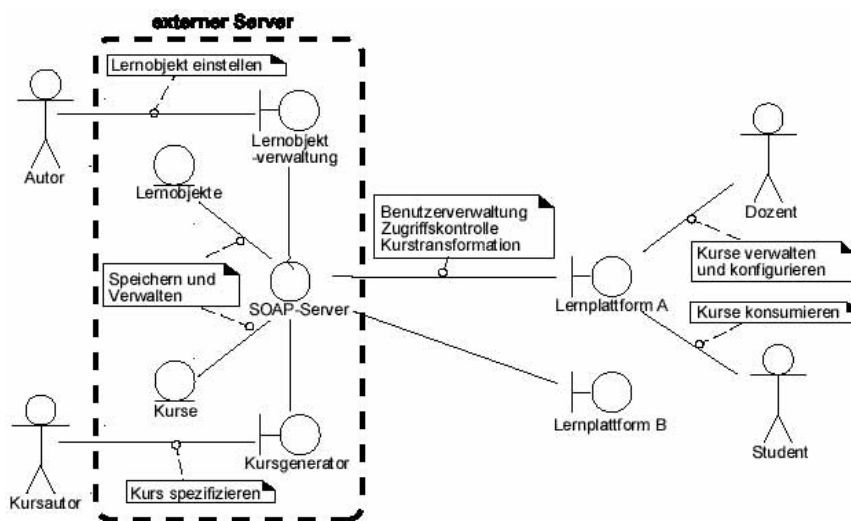 externer Server
Lernobjekt einstellen
Autor
Lernobjekt
-verwaltung
Lernobjekte
Dozent
Benutzerverwaltung
Zugriffskontrolle
Kurstransformation
Speichern und
Verwalten
SOAP-Server
Lernplattform A
Kurse verwalten
und konfigurieren
Kurse konsumieren
Kurse
Lernplattform B
Student
Kursgenerator
Kursautor
Kurs spezifizieren